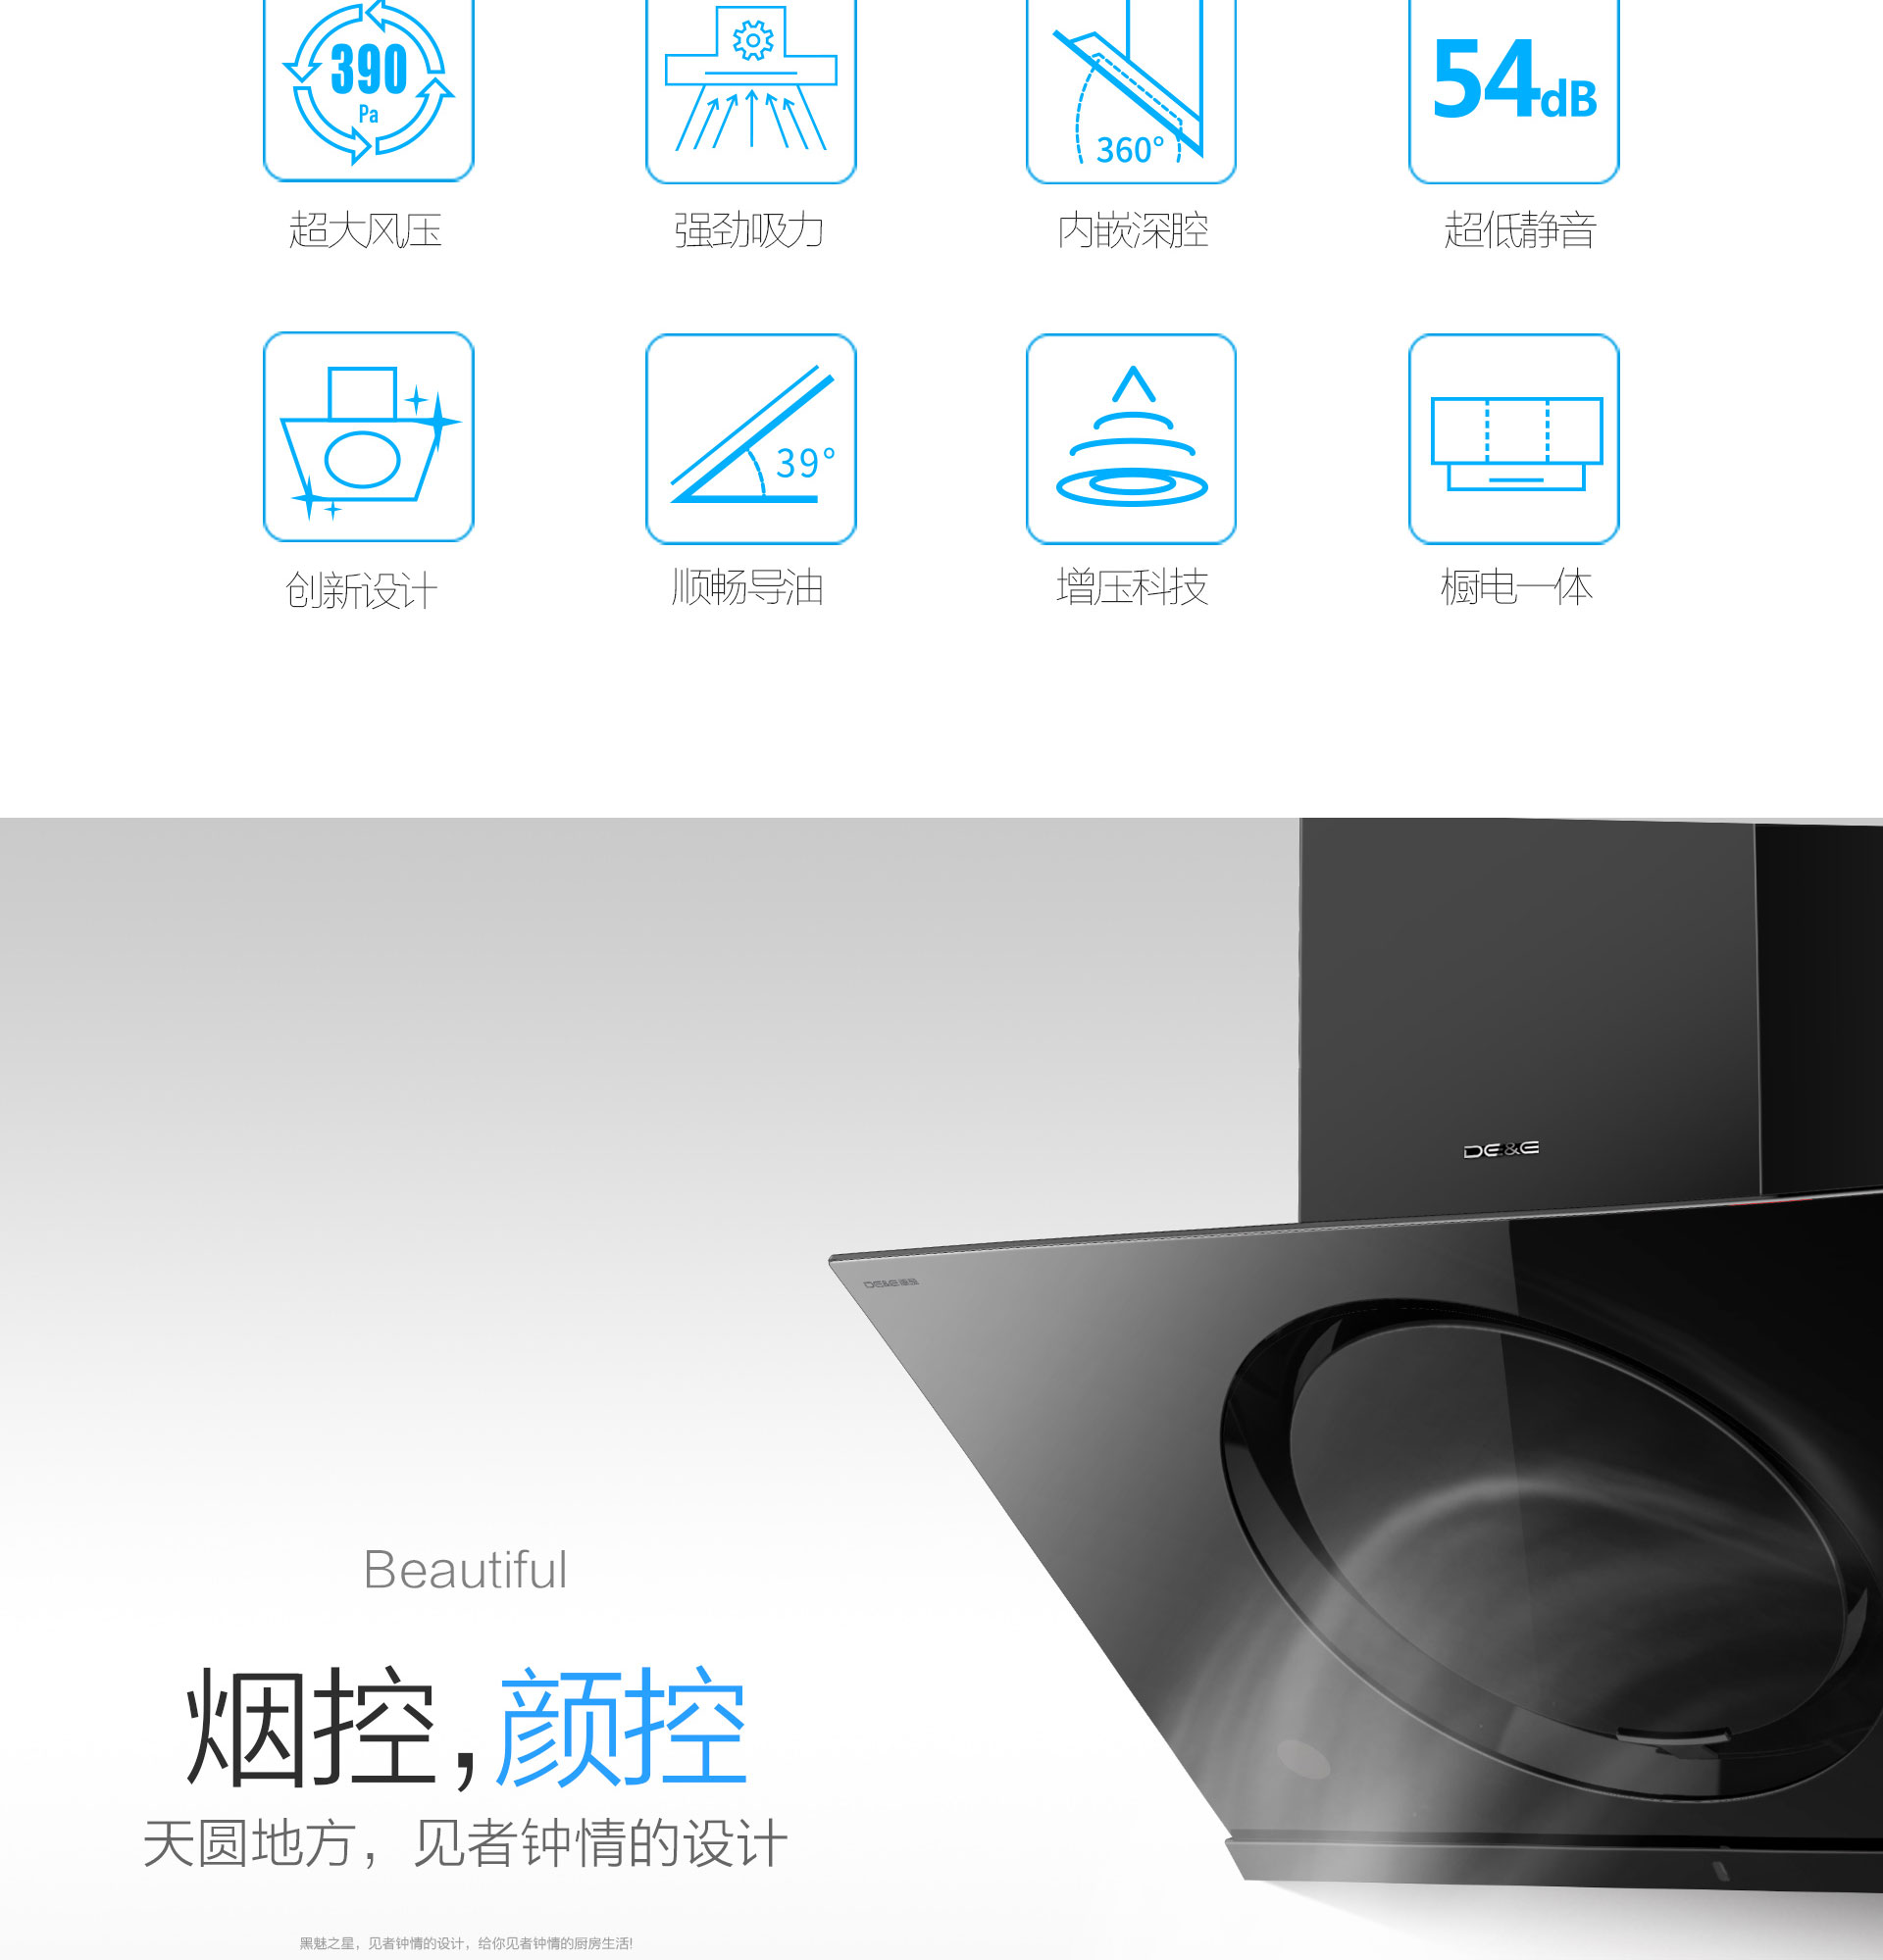 390
Pa
360°
54dB
超大风压
强劲吸力
内嵌深腔
超低静音
39°
创新设计
顺畅导油
增压科技
橱电一体
DE&E
DE&E
Beautiful
烟控,颜控
天圆地方，见者钟情的设计
黑魅之星，见者钟情的设计，给你见者钟情的厨房生活!